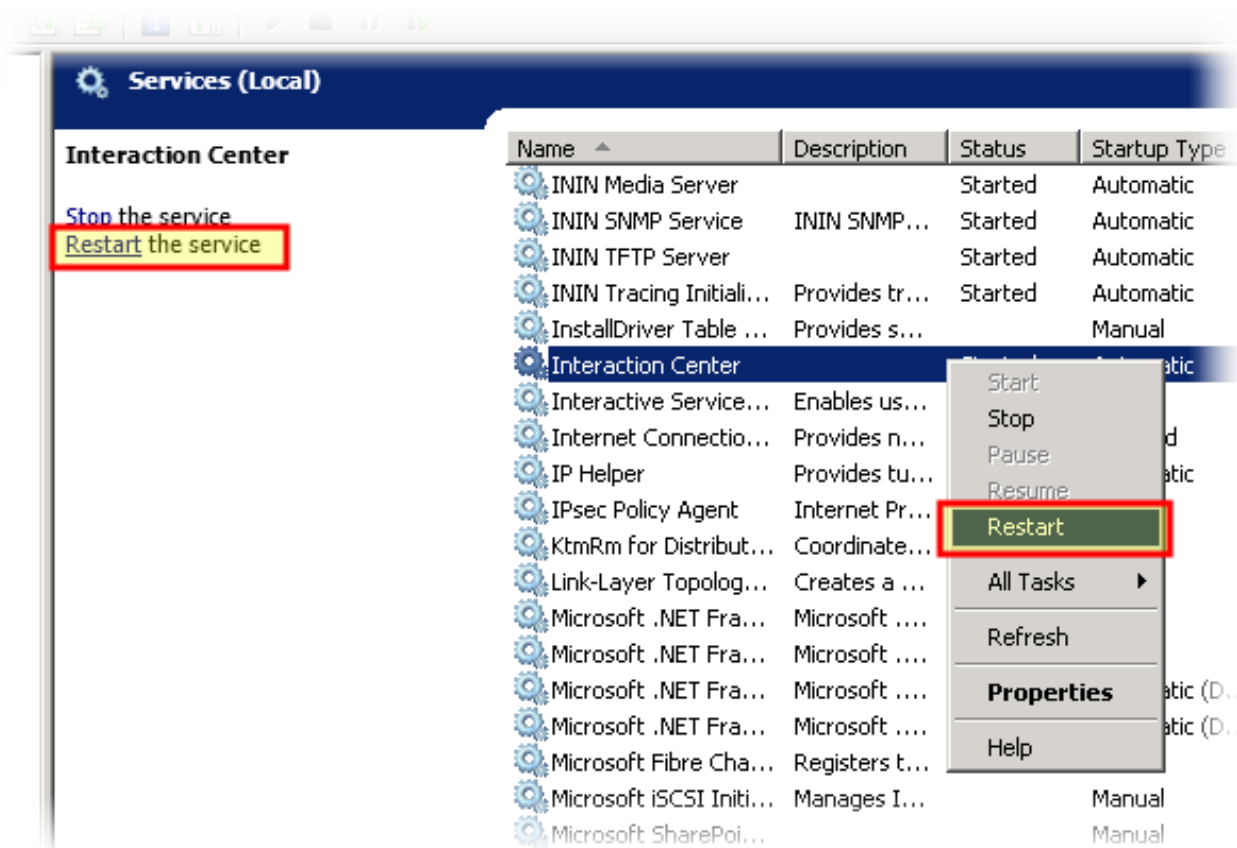 Services (Local)
Interaction Center
Stop the service
Restart the service
Name Description Status Startup Type
ININ Media Server Started Automatic
ININ SNMP Service ININ SNMP... Started Automatic
ININ TFTP Server Started Automatic
ININ Tracing Initiali... Provides tr... Started Automatic
InstallDriver Table ... Provides s... Manual
Interaction Center atic
Interactive Service... Enables us...
Internet Connectio... Provides n... d
IP Helper Provides tu... atic
IPsec Policy Agent Internet Pr...
KtmRm for Distribut... Coordinate...
Link-Layer Topolog... Creates a ...
Microsoft .NET Fra... Microsoft ....
Microsoft .NET Fra... Microsoft ....
Microsoft .NET Fra... Microsoft .... atic (D...
Microsoft .NET Fra... Microsoft .... atic (D...
Microsoft Fibre Cha... Registers t...
Microsoft iSCSI Initi... Manages I... Manual
Microsoft SharePoi... Manual
Start
Stop
Pause
Resume
Restart
All Tasks
Refresh
Properties
Help